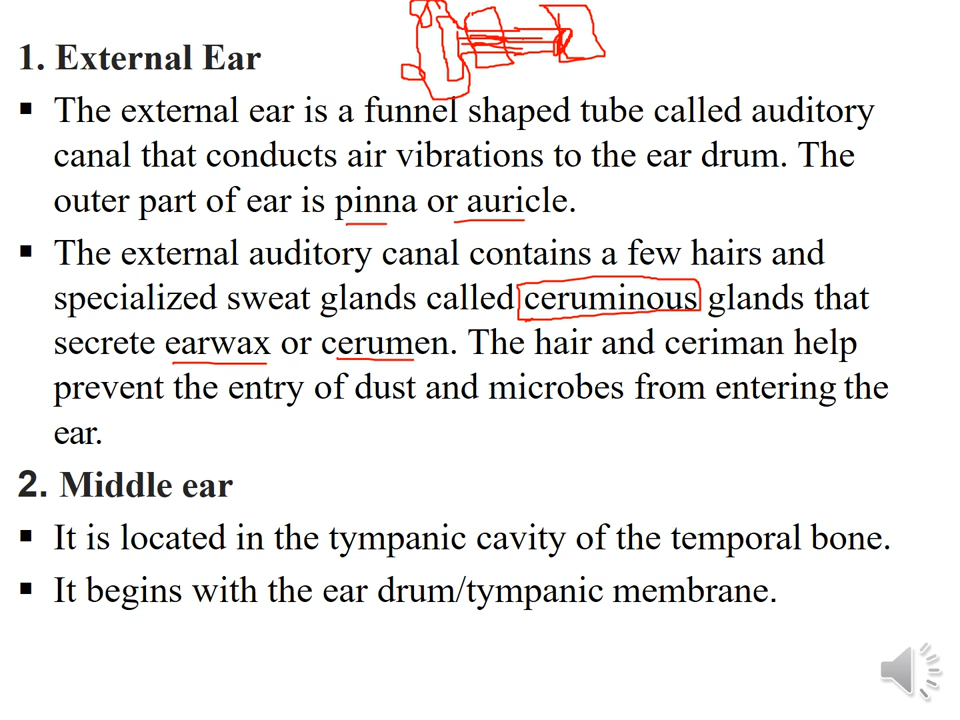 1. External Ear
▪ The external ear is a funnel shaped tube called auditory
canal that conducts air vibrations to the ear drum. The
outer part of ear is pinna or auricle.
▪ The external auditory canal contains a few hairs and
specialized sweat glands called ceruminous glands that
secrete earwax or cerumen. The hair and ceriman help
prevent the entry of dust and microbes from entering the
ear.
2. Middle ear
▪ It is located in the tympanic cavity of the temporal bone.
▪ It begins with the ear drum/tympanic membrane.